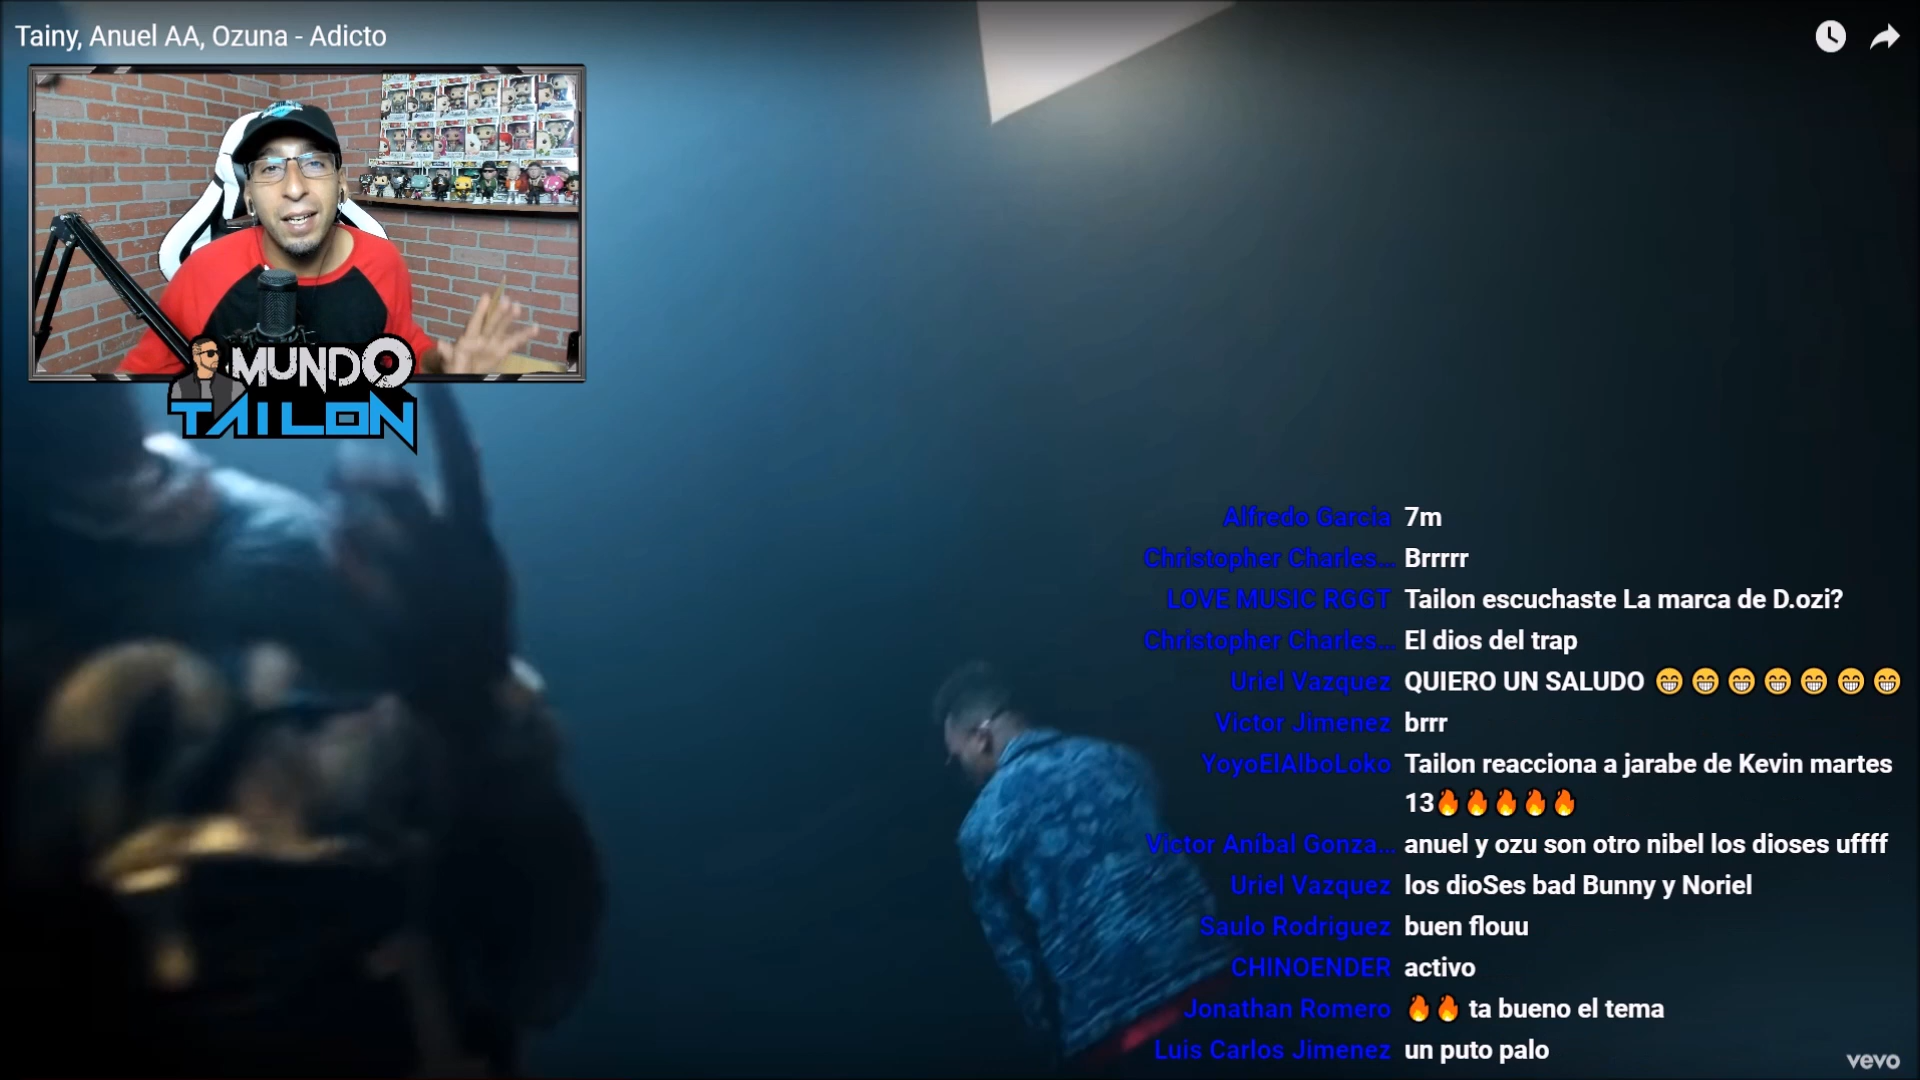 Tainy, Anuel AA, Ozuna - Adicto
MUNDO
TAILON
Alfredo Garcia 7m
Christopher Charles... Brrrrr
LOVE MUSIC RGGT Tailon escuchaste La marca de D.ozi?
Christopher Charles... El dios del trap
Uriel Vazquez QUIERO UN SALUDO 😁😁😁😁😁😁😁
Victor Jimenez brrr
YoyoElAlboLoko Tailon reacciona a jarabe de Kevin martes
13🔥🔥🔥🔥🔥
Victor Aníbal Gonza... anuel y ozu son otro nibel los dioses uffff
Uriel Vazquez los dioSes bad Bunny y Noriel
Saulo Rodriguez buen flouu
CHINOENDER activo
Jonathan Romero 🔥🔥 ta bueno el tema
Luis Carlos Jimenez un puto palo
vevo